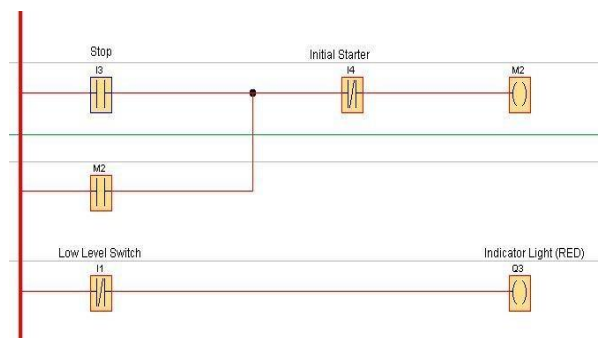 Stop
Initial Starter
I3
I4
M2
M2
Low Level Switch
Indicator Light (RED)
I1
Q3